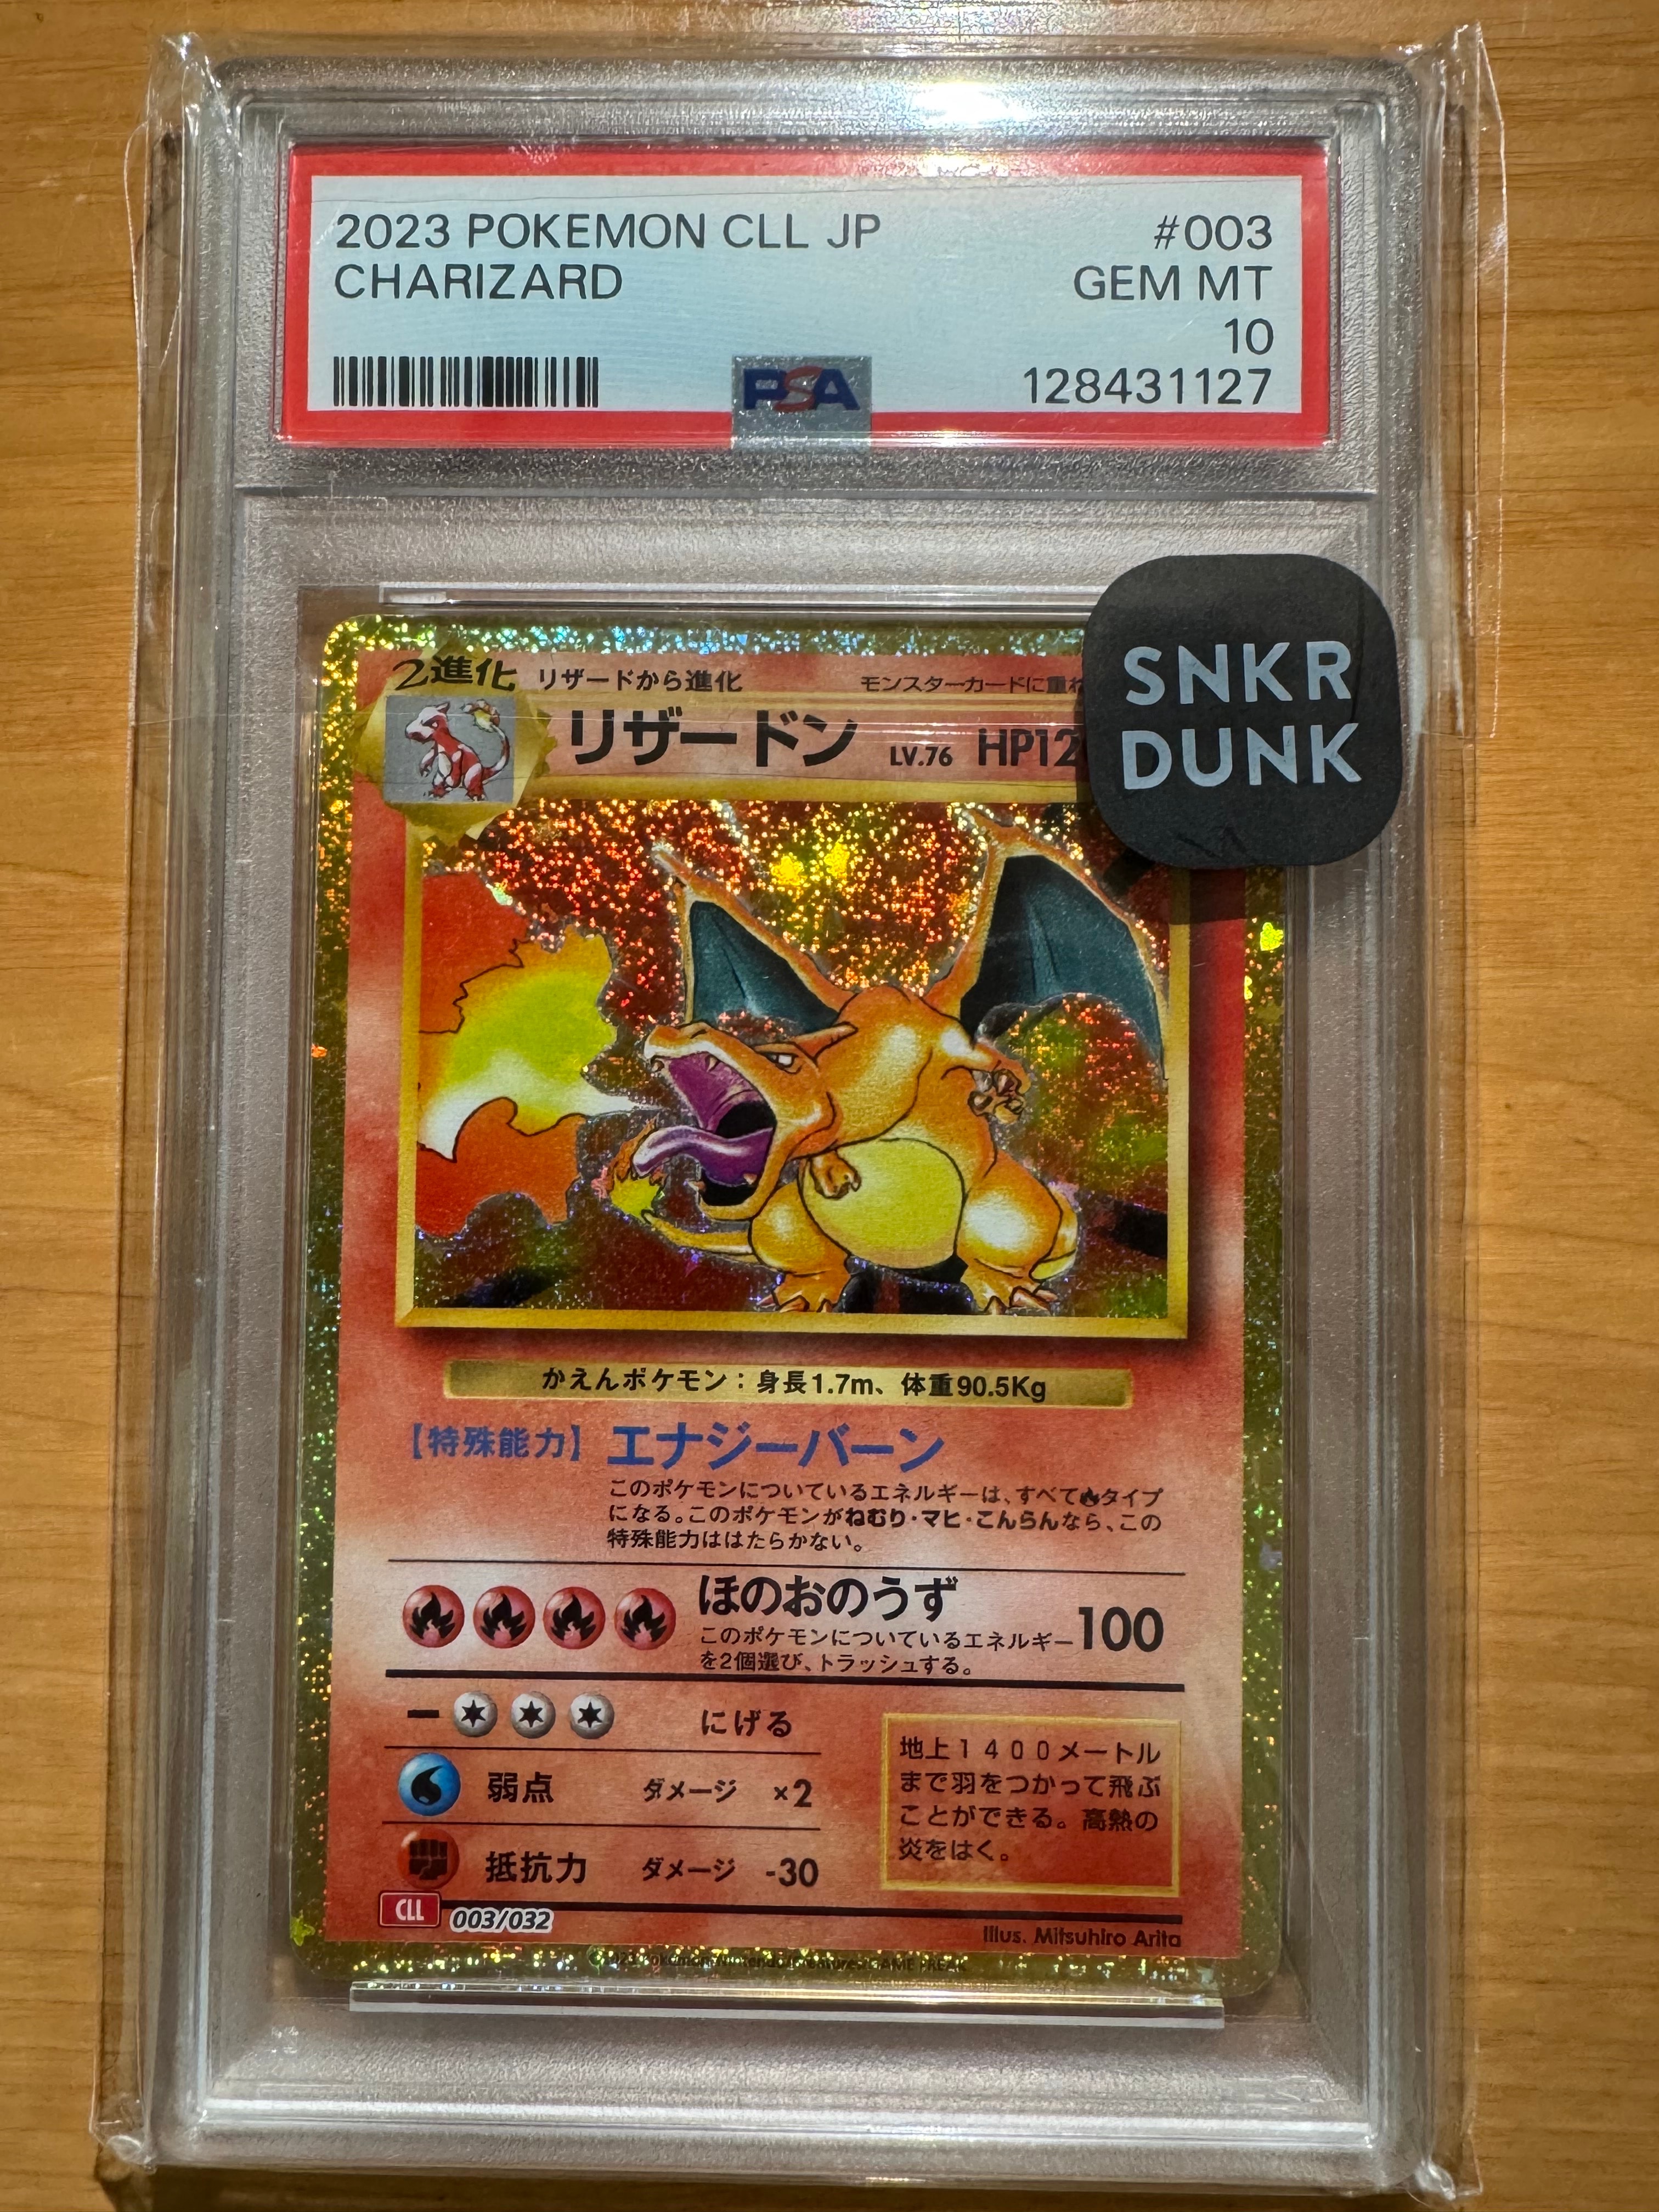 2023 POKEMON CLL JP #003
CHARIZARD GEM MT
10
PSA 128431127
SNKR
DUNK
2進化 リザードから進化 モンスターカードに重
リザードン LV.76 HP12
かえんポケモン:身長1.7m、体重90.5Kg
【特殊能力】 エナジーバーン
このポケモンについているエネルギーは、すべてタイプ
になる。このポケモンがねむり・マヒ・こんらんなら、この
特殊能力ははたらかない。
ほのおのうず 100
このポケモンについているエネルギー
を2個選び、トラッシュする。
ー にげる
弱点 ダメージ ×2
抵抗力 ダメージ -30
地上1400メートル
まで羽をつかって飛ぶ
ことができる。高熱の
炎をはく。
CLL 003/032
Illus. Mitsuhiro Arita
©2023 Pokémon/Nintendo/Creatures/GAME FREAK